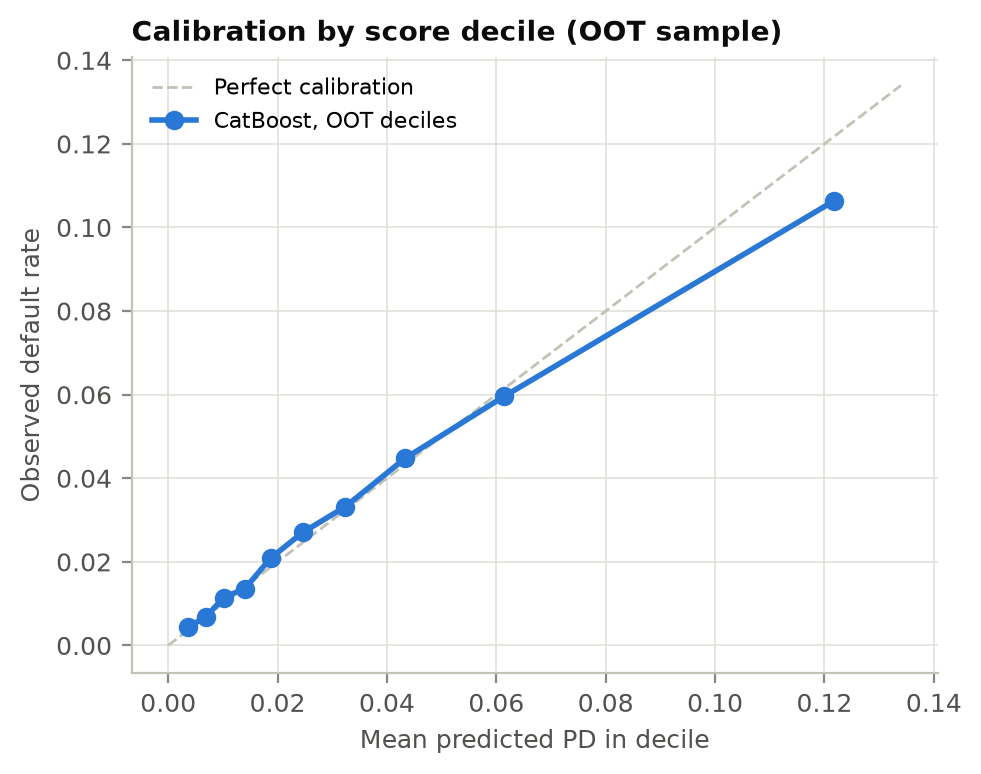 Calibration by score decile (OOT sample)
Perfect calibration
CatBoost, OOT deciles
Observed default rate
0.14
0.12
0.10
0.08
0.06
0.04
0.02
0.00
0.00 0.02 0.04 0.06 0.08 0.10 0.12 0.14
Mean predicted PD in decile